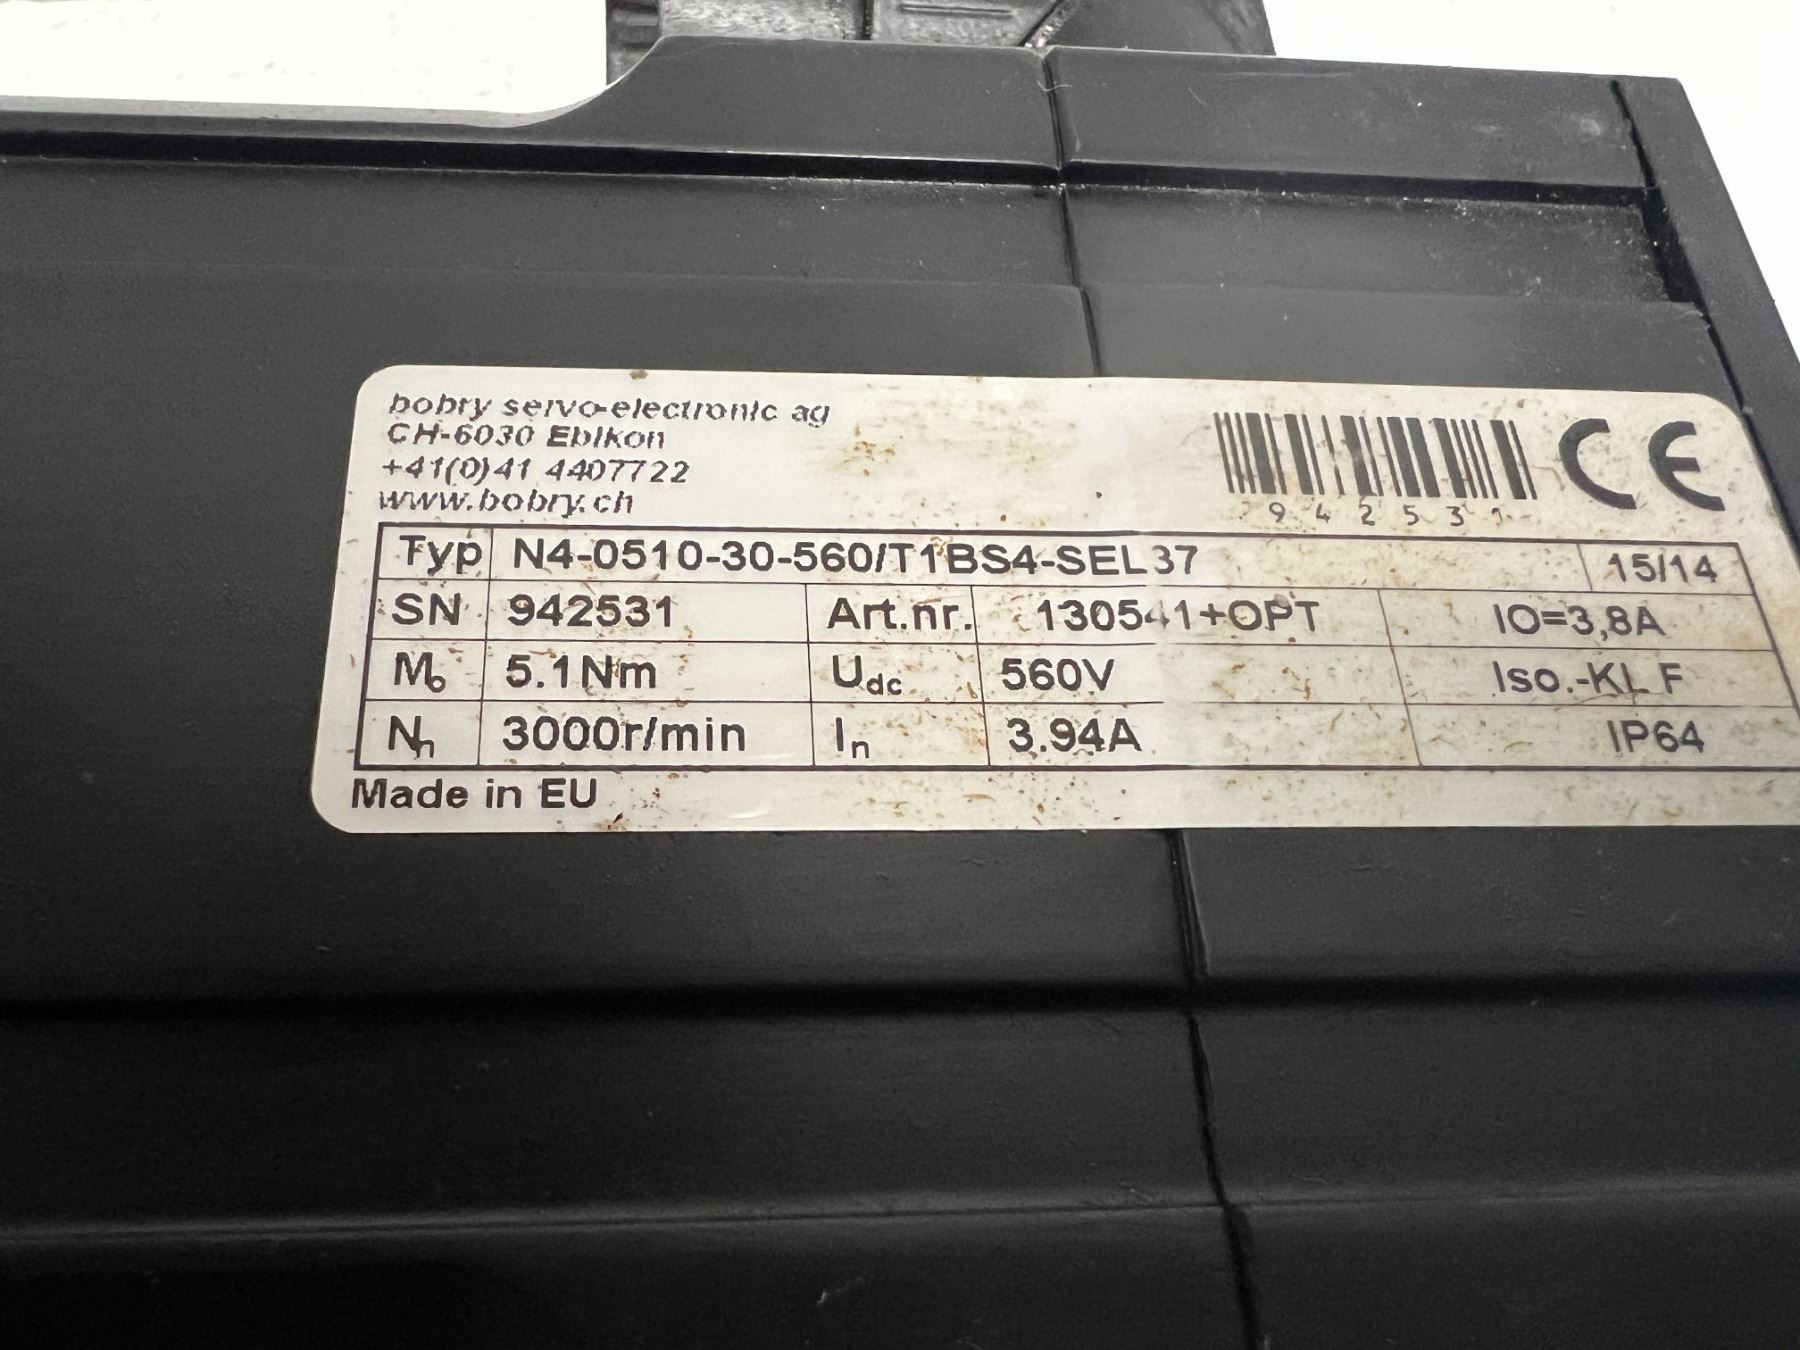 bobry servo-electronic ag
CH-6030 Ebikon
+41(0)41 4407722
www.bobry.ch
942531
CE
Typ N4-0510-30-560/T1BS4-SEL37 15/14
SN 942531 Art.nr. 130541+OPT IO=3,8A
Mo 5.1Nm Udc 560V Iso.-KL F
Nn 3000r/min In 3.94A IP64
Made in EU